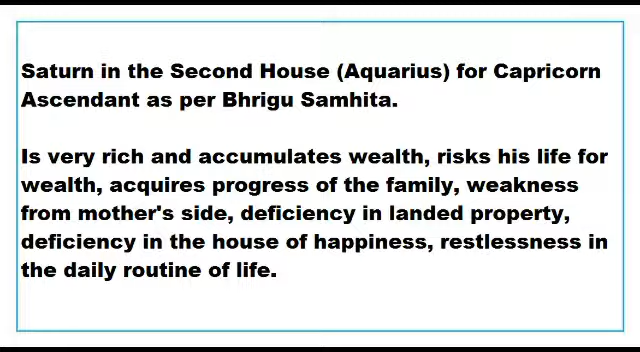 Saturn in the Second House (Aquarius) for Capricorn
Ascendant as per Bhrigu Samhita.
Is very rich and accumulates wealth, risks his life for
wealth, acquires progress of the family, weakness
from mother's side, deficiency in landed property,
deficiency in the house of happiness, restlessness in
the daily routine of life.